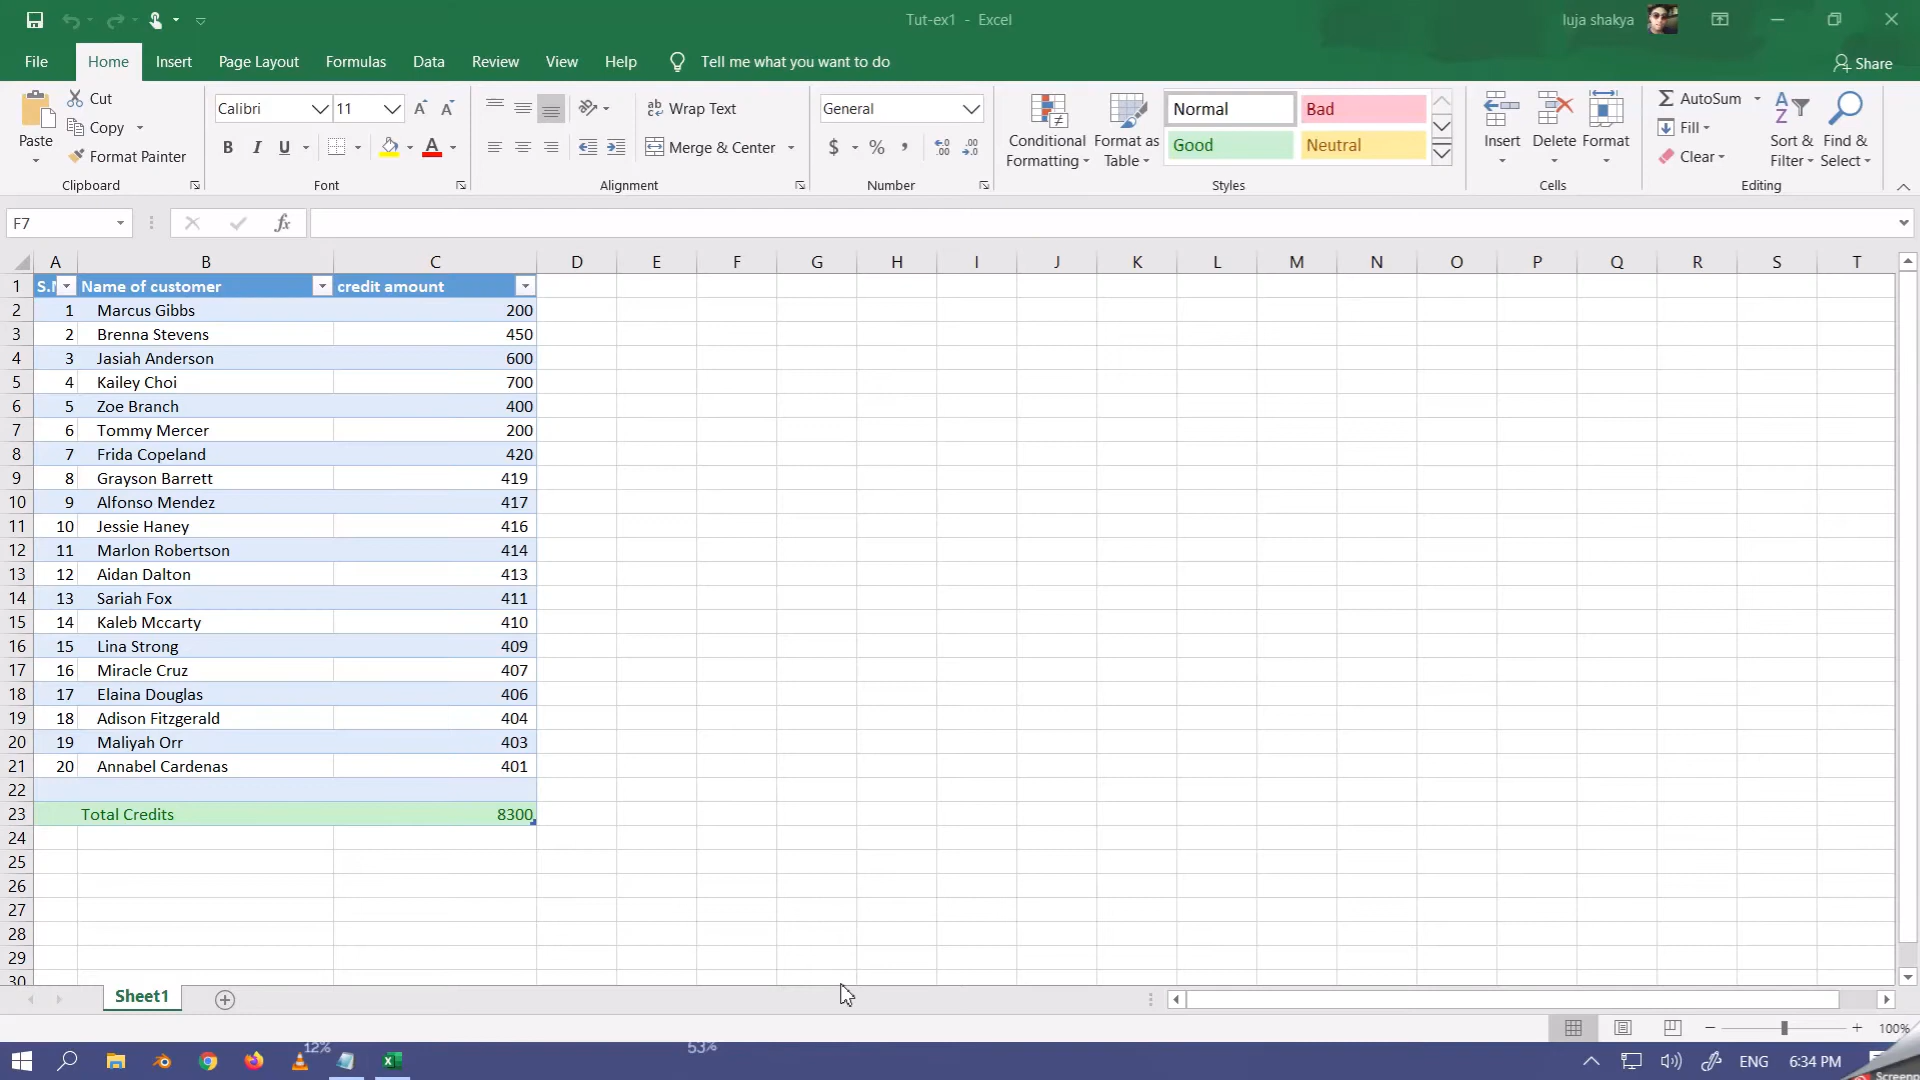 Tut-ex1 - Excel
luja shakya
File Home Insert Page Layout Formulas Data Review View Help Tell me what you want to do Share
Paste
Cut
Copy
Format Painter
Clipboard
Calibri 11
B I U
Font
Wrap Text
Merge & Center
Alignment
General
$ % ,
Number
Conditional Formatting
Format as Table
Normal Bad
Good Neutral
Styles
Insert Delete Format
Cells
AutoSum
Fill
Clear
Sort & Filter
Find & Select
Editing
F7 fx
A B C D E F G H I J K L M N O P Q R S T
1 S.N Name of customer credit amount
2 1 Marcus Gibbs 200
3 2 Brenna Stevens 450
4 3 Jasiah Anderson 600
5 4 Kailey Choi 700
6 5 Zoe Branch 400
7 6 Tommy Mercer 200
8 7 Frida Copeland 420
9 8 Grayson Barrett 419
10 9 Alfonso Mendez 417
11 10 Jessie Haney 416
12 11 Marlon Robertson 414
13 12 Aidan Dalton 413
14 13 Sariah Fox 411
15 14 Kaleb Mccarty 410
16 15 Lina Strong 409
17 16 Miracle Cruz 407
18 17 Elaina Douglas 406
19 18 Adison Fitzgerald 404
20 19 Maliyah Orr 403
21 20 Annabel Cardenas 401
22
23 Total Credits 8300
24
25
26
27
28
29
30
Sheet1
100%
12% 53%
ENG 6:34 PM